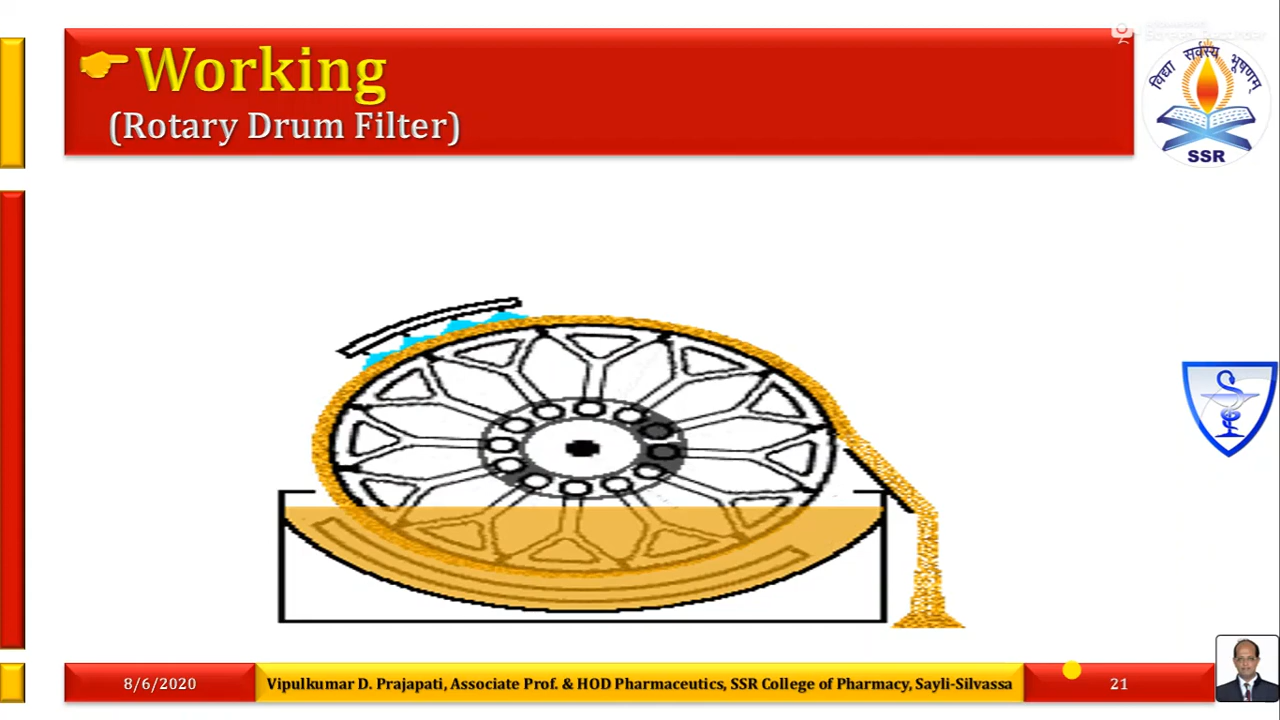 Working
(Rotary Drum Filter)
विद्या सर्वस्य भूषणम्
SSR
8/6/2020
Vipulkumar D. Prajapati, Associate Prof. & HOD Pharmaceutics, SSR College of Pharmacy, Sayli-Silvassa
21